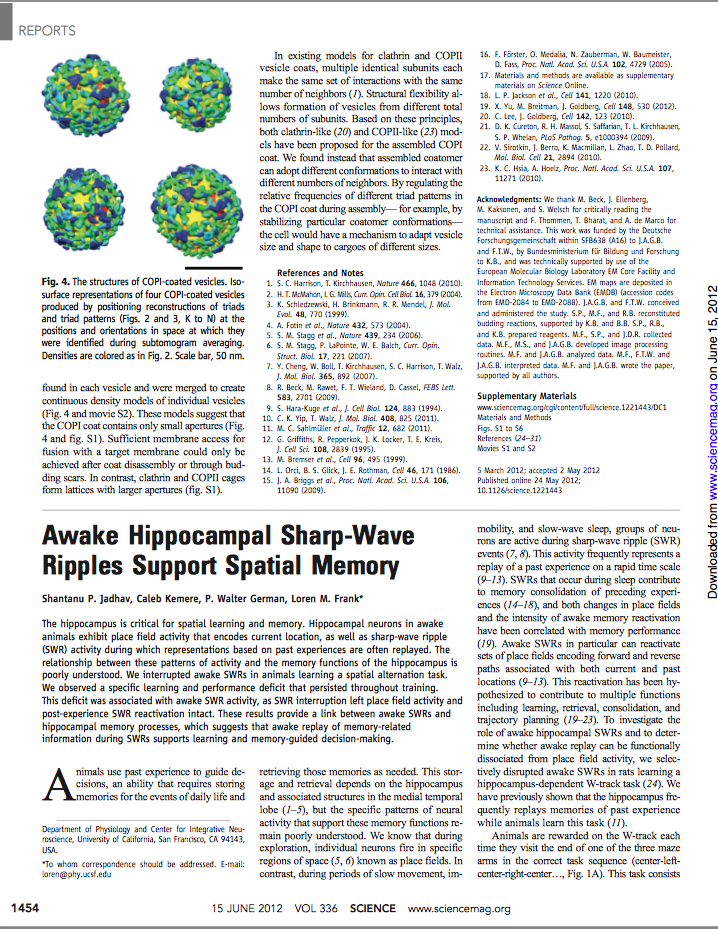 REPORTS
Fig. 4. The structures of COPI-coated vesicles. Iso-
surface representations of four COPI-coated vesicles
produced by positioning reconstructions of triads
and triad patterns (Figs. 2 and 3, K to N) at the
positions and orientations in space at which they
were identified during subtomogram averaging.
Densities are colored as in Fig. 2. Scale bar, 50 nm.
found in each vesicle and were merged to create
continuous density models of individual vesicles
(Fig. 4 and movie S2). These models suggest that
the COPI coat contains only small apertures (Fig.
4 and fig. S1). Sufficient membrane access for
fusion with a target membrane could only be
achieved after coat disassembly or through bud-
ding scars. In contrast, clathrin and COPII cages
form lattices with larger apertures (fig. S1).
In existing models for clathrin and COPII
vesicle coats, multiple identical subunits each
make the same set of interactions with the same
number of neighbors (1). Structural flexibility al-
lows formation of vesicles from different total
numbers of subunits. Based on these principles,
both clathrin-like (20) and COPII-like (23) mod-
els have been proposed for the assembled COPI
coat. We found instead that assembled coatomer
can adopt different conformations to interact with
different numbers of neighbors. By regulating the
relative frequencies of different triad patterns in
the COPI coat during assembly— for example, by
stabilizing particular coatomer conformations—
the cell would have a mechanism to adapt vesicle
size and shape to cargoes of different sizes.
References and Notes
1. S. C. Harrison, T. Kirchhausen, Nature 466, 1048 (2010).
2. H. T. McMahon, I. G. Mills, Curr. Opin. Cell Biol. 16, 379 (2004).
3. K. Schledzewski, H. Brinkmann, R. R. Mendel, J. Mol.
Evol. 48, 770 (1999).
4. A. Fotin et al., Nature 432, 573 (2004).
5. S. M. Stagg et al., Nature 439, 234 (2006).
6. S. M. Stagg, P. LaPointe, W. E. Balch, Curr. Opin.
Struct. Biol. 17, 221 (2007).
7. Y. Cheng, W. Boll, T. Kirchhausen, S. C. Harrison, T. Walz,
J. Mol. Biol. 365, 892 (2007).
8. R. Beck, M. Rawet, F. T. Wieland, D. Cassel, FEBS Lett.
583, 2701 (2009).
9. S. Hara-Kuge et al., J. Cell Biol. 124, 883 (1994).
10. C. K. Yip, T. Walz, J. Mol. Biol. 408, 825 (2011).
11. M. C. Sahlmüller et al., Traffic 12, 682 (2011).
12. G. Griffiths, R. Pepperkok, J. K. Locker, T. E. Kreis,
J. Cell Sci. 108, 2839 (1995).
13. M. Bremser et al., Cell 96, 495 (1999).
14. L. Orci, B. S. Glick, J. E. Rothman, Cell 46, 171 (1986).
15. J. A. Briggs et al., Proc. Natl. Acad. Sci. U.S.A. 106,
11090 (2009).
16. F. Förster, O. Medalia, N. Zauberman, W. Baumeister,
D. Fass, Proc. Natl. Acad. Sci. U.S.A. 102, 4729 (2005).
17. Materials and methods are available as supplementary
materials on Science Online.
18. L. P. Jackson et al., Cell 141, 1220 (2010).
19. X. Yu, M. Breitman, J. Goldberg, Cell 148, 530 (2012).
20. C. Lee, J. Goldberg, Cell 142, 123 (2010).
21. D. K. Cureton, R. H. Massol, S. Saffarian, T. L. Kirchhausen,
S. P. Whelan, PLoS Pathog. 5, e1000394 (2009).
22. V. Sirotkin, J. Berro, K. Macmillan, L. Zhao, T. D. Pollard,
Mol. Biol. Cell 21, 2894 (2010).
23. K. C. Hsia, A. Hoelz, Proc. Natl. Acad. Sci. U.S.A. 107,
11271 (2010).
Acknowledgments: We thank M. Beck, J. Ellenberg,
M. Kaksonen, and S. Welsch for critically reading the
manuscript and F. Thommen, T. Bharat, and A. de Marco for
technical assistance. This work was funded by the Deutsche
Forschungsgemeinschaft within SFB638 (A16) to J.A.G.B.
and F.T.W., by Bundesministerium für Bildung und Forschung
to K.B., and was technically supported by use of the
European Molecular Biology Laboratory EM Core Facility and
Information Technology Services. EM maps are deposited in
the Electron Microscopy Data Bank (EMDB) (accession codes
from EMD-2084 to EMD-2088). J.A.G.B. and F.T.W. conceived
and administered the study. S.P., M.F., and R.B. reconstituted
budding reactions, supported by K.B. and B.B. S.P., R.B.,
and K.B. prepared reagents. M.F., S.P., and J.D.R. collected
data. M.F., M.S., and J.A.G.B. developed image processing
routines. M.F. and J.A.G.B. analyzed data. M.F., F.T.W. and
J.A.G.B. interpreted data. M.F. and J.A.G.B. wrote the paper,
supported by all authors.
Supplementary Materials
www.sciencemag.org/cgi/content/full/science.1221443/DC1
Materials and Methods
Figs. S1 to S6
References (24–31)
Movies S1 and S2
5 March 2012; accepted 2 May 2012
Published online 24 May 2012;
10.1126/science.1221443
Awake Hippocampal Sharp-Wave
Ripples Support Spatial Memory
Shantanu P. Jadhav, Caleb Kemere, P. Walter German, Loren M. Frank*
The hippocampus is critical for spatial learning and memory. Hippocampal neurons in awake
animals exhibit place field activity that encodes current location, as well as sharp-wave ripple
(SWR) activity during which representations based on past experiences are often replayed. The
relationship between these patterns of activity and the memory functions of the hippocampus is
poorly understood. We interrupted awake SWRs in animals learning a spatial alternation task.
We observed a specific learning and performance deficit that persisted throughout training.
This deficit was associated with awake SWR activity, as SWR interruption left place field activity and
post-experience SWR reactivation intact. These results provide a link between awake SWRs and
hippocampal memory processes, which suggests that awake replay of memory-related
information during SWRs supports learning and memory-guided decision-making.
Animals use past experience to guide de-
cisions, an ability that requires storing
memories for the events of daily life and
Department of Physiology and Center for Integrative Neu-
roscience, University of California, San Francisco, CA 94143,
USA.
*To whom correspondence should be addressed. E-mail:
loren@phy.ucsf.edu
retrieving those memories as needed. This stor-
age and retrieval depends on the hippocampus
and associated structures in the medial temporal
lobe (1–5), but the specific patterns of neural
activity that support these memory functions re-
main poorly understood. We know that during
exploration, individual neurons fire in specific
regions of space (5, 6) known as place fields. In
contrast, during periods of slow movement, im-
mobility, and slow-wave sleep, groups of neu-
rons are active during sharp-wave ripple (SWR)
events (7, 8). This activity frequently represents a
replay of a past experience on a rapid time scale
(9–13). SWRs that occur during sleep contribute
to memory consolidation of preceding experi-
ences (14–18), and both changes in place fields
and the intensity of awake memory reactivation
have been correlated with memory performance
(19). Awake SWRs in particular can reactivate
sets of place fields encoding forward and reverse
paths associated with both current and past
locations (9–13). This reactivation has been hy-
pothesized to contribute to multiple functions
including learning, retrieval, consolidation, and
trajectory planning (19–23). To investigate the
role of awake hippocampal SWRs and to deter-
mine whether awake replay can be functionally
dissociated from place field activity, we selec-
tively disrupted awake SWRs in rats learning a
hippocampus-dependent W-track task (24). We
have previously shown that the hippocampus fre-
quently replays memories of past experience
while animals learn this task (11).
Animals are rewarded on the W-track each
time they visit the end of one of the three maze
arms in the correct task sequence (center-left-
center-right-center…, Fig. 1A). This task consists
1454
15 JUNE 2012 VOL 336 SCIENCE www.sciencemag.org
Downloaded from www.sciencemag.org on June 15, 2012